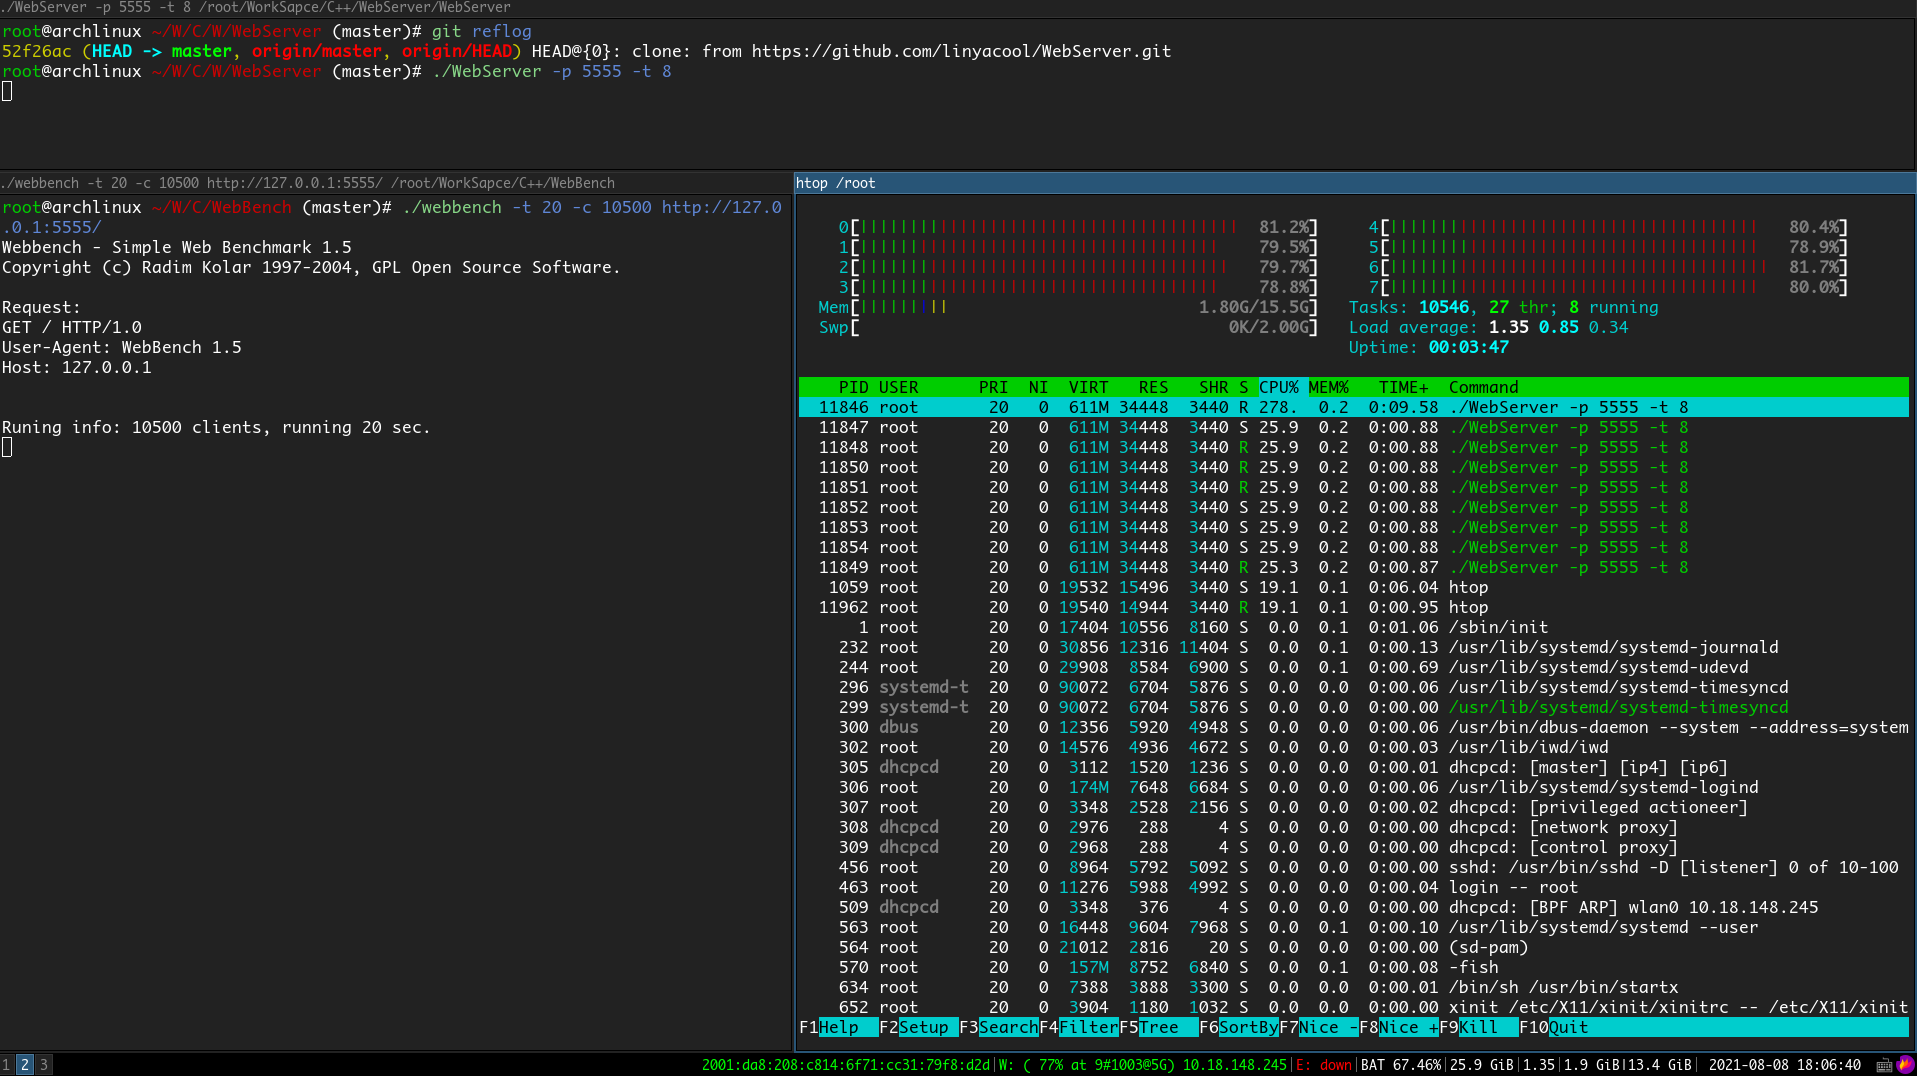 ./WebServer -p 5555 -t 8 /root/WorkSapce/C++/WebServer/WebServer
root@archlinux ~/W/C/W/WebServer (master)# git reflog
52f26ac (HEAD -> master, origin/master, origin/HEAD) HEAD@{0}: clone: from https://github.com/linyacool/WebServer.git
root@archlinux ~/W/C/W/WebServer (master)# ./WebServer -p 5555 -t 8
./webbench -t 20 -c 10500 http://127.0.0.1:5555/ /root/WorkSapce/C++/WebBench
root@archlinux ~/W/C/WebBench (master)# ./webbench -t 20 -c 10500 http://127.0
.0.1:5555/
Webbench - Simple Web Benchmark 1.5
Copyright (c) Radim Kolar 1997-2004, GPL Open Source Software.
Request:
GET / HTTP/1.0
User-Agent: WebBench 1.5
Host: 127.0.0.1
Runing info: 10500 clients, running 20 sec.
htop /root
0[ 81.2%] 4[ 80.4%]
1[ 79.5%] 5[ 78.9%]
2[ 79.7%] 6[ 81.7%]
3[ 78.8%] 7[ 80.0%]
Mem[ 1.80G/15.5G] Tasks: 10546, 27 thr; 8 running
Swp[ 0K/2.00G] Load average: 1.35 0.85 0.34
Uptime: 00:03:47
PID USER PRI NI VIRT RES SHR S CPU% MEM% TIME+ Command
11846 root 20 0 611M 34448 3440 R 278. 0.2 0:09.58 ./WebServer -p 5555 -t 8
11847 root 20 0 611M 34448 3440 S 25.9 0.2 0:00.88 ./WebServer -p 5555 -t 8
11848 root 20 0 611M 34448 3440 R 25.9 0.2 0:00.88 ./WebServer -p 5555 -t 8
11850 root 20 0 611M 34448 3440 R 25.9 0.2 0:00.88 ./WebServer -p 5555 -t 8
11851 root 20 0 611M 34448 3440 R 25.9 0.2 0:00.88 ./WebServer -p 5555 -t 8
11852 root 20 0 611M 34448 3440 S 25.9 0.2 0:00.88 ./WebServer -p 5555 -t 8
11853 root 20 0 611M 34448 3440 S 25.9 0.2 0:00.88 ./WebServer -p 5555 -t 8
11854 root 20 0 611M 34448 3440 S 25.9 0.2 0:00.88 ./WebServer -p 5555 -t 8
11849 root 20 0 611M 34448 3440 R 25.3 0.2 0:00.87 ./WebServer -p 5555 -t 8
1059 root 20 0 19532 15496 3440 S 19.1 0.1 0:06.04 htop
11962 root 20 0 19540 14944 3440 R 19.1 0.1 0:00.95 htop
1 root 20 0 17404 10556 8160 S 0.0 0.1 0:01.06 /sbin/init
232 root 20 0 30856 12316 11404 S 0.0 0.1 0:00.13 /usr/lib/systemd/systemd-journald
244 root 20 0 29908 8584 6900 S 0.0 0.1 0:00.69 /usr/lib/systemd/systemd-udevd
296 systemd-t 20 0 90072 6704 5876 S 0.0 0.0 0:00.06 /usr/lib/systemd/systemd-timesyncd
299 systemd-t 20 0 90072 6704 5876 S 0.0 0.0 0:00.00 /usr/lib/systemd/systemd-timesyncd
300 dbus 20 0 12356 5920 4948 S 0.0 0.0 0:00.06 /usr/bin/dbus-daemon --system --address=system
302 root 20 0 14576 4936 4672 S 0.0 0.0 0:00.03 /usr/lib/iwd/iwd
305 dhcpcd 20 0 3112 1520 1236 S 0.0 0.0 0:00.01 dhcpcd: [master] [ip4] [ip6]
306 root 20 0 174M 7648 6684 S 0.0 0.0 0:00.06 /usr/lib/systemd/systemd-logind
307 root 20 0 3348 2528 2156 S 0.0 0.0 0:00.02 dhcpcd: [privileged actioneer]
308 dhcpcd 20 0 2976 288 4 S 0.0 0.0 0:00.00 dhcpcd: [network proxy]
309 dhcpcd 20 0 2968 288 4 S 0.0 0.0 0:00.00 dhcpcd: [control proxy]
456 root 20 0 8964 5792 5092 S 0.0 0.0 0:00.00 sshd: /usr/bin/sshd -D [listener] 0 of 10-100
463 root 20 0 11276 5988 4992 S 0.0 0.0 0:00.04 login -- root
509 dhcpcd 20 0 3348 376 4 S 0.0 0.0 0:00.00 dhcpcd: [BPF ARP] wlan0 10.18.148.245
563 root 20 0 16448 9604 7968 S 0.0 0.1 0:00.10 /usr/lib/systemd/systemd --user
564 root 20 0 21012 2816 20 S 0.0 0.0 0:00.00 (sd-pam)
570 root 20 0 157M 8752 6840 S 0.0 0.1 0:00.08 -fish
634 root 20 0 7388 3888 3300 S 0.0 0.0 0:00.01 /bin/sh /usr/bin/startx
652 root 20 0 3904 1180 1032 S 0.0 0.0 0:00.00 xinit /etc/X11/xinit/xinitrc -- /etc/X11/xinit
F1Help F2Setup F3SearchF4FilterF5Tree F6SortByF7Nice -F8Nice +F9Kill F10Quit
1 2 3 2001:da8:208:c814:6f71:cc31:79f8:d2d|W: ( 77% at 9#1003@5G) 10.18.148.245|E: down|BAT 67.46%|25.9 GiB|1.35|1.9 GiB|13.4 GiB| 2021-08-08 18:06:40